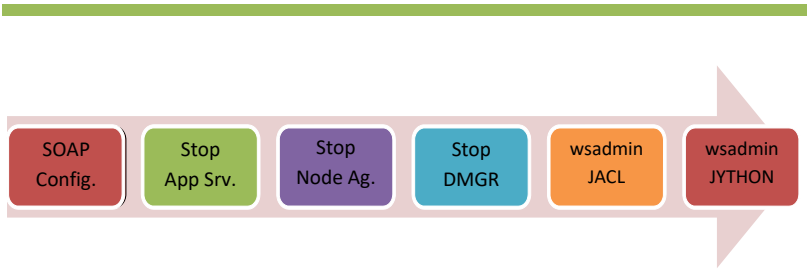 SOAP
Config.
Stop
App Srv.
Stop
Node Ag.
Stop
DMGR
wsadmin
JACL
wsadmin
JYTHON